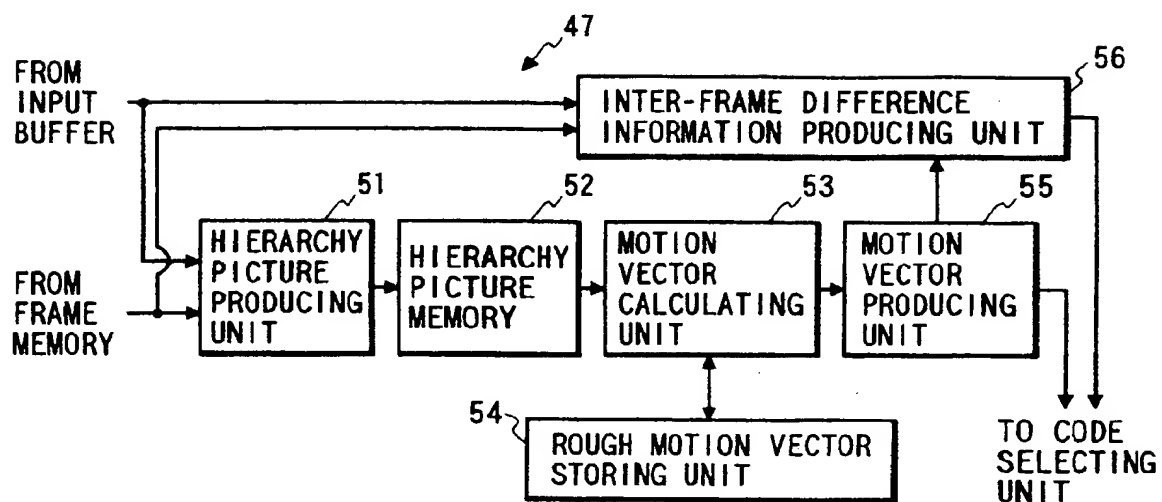 47
56
FROM
INPUT
BUFFER
INTER-FRAME DIFFERENCE
INFORMATION PRODUCING UNIT
51
52
53
55
HIERARCHY
PICTURE
PRODUCING
UNIT
HIERARCHY
PICTURE
MEMORY
MOTION
VECTOR
CALCULATING
UNIT
MOTION
VECTOR
PRODUCING
UNIT
FROM
FRAME
MEMORY
54
ROUGH MOTION VECTOR
STORING UNIT
TO CODE
SELECTING
UNIT